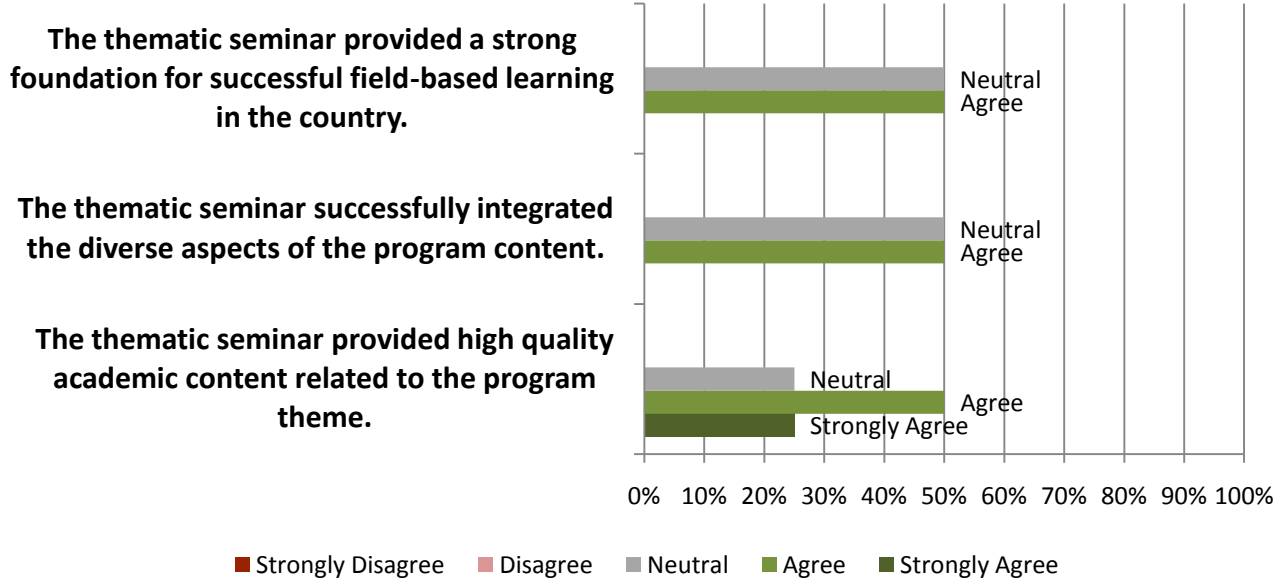 The thematic seminar provided a strong
foundation for successful field-based learning
in the country.
Neutral
Agree
The thematic seminar successfully integrated
the diverse aspects of the program content.
Neutral
Agree
The thematic seminar provided high quality
academic content related to the program
theme.
Neutral
Agree
Strongly Agree
0% 10% 20% 30% 40% 50% 60% 70% 80% 90% 100%
Strongly Disagree Disagree Neutral Agree Strongly Agree